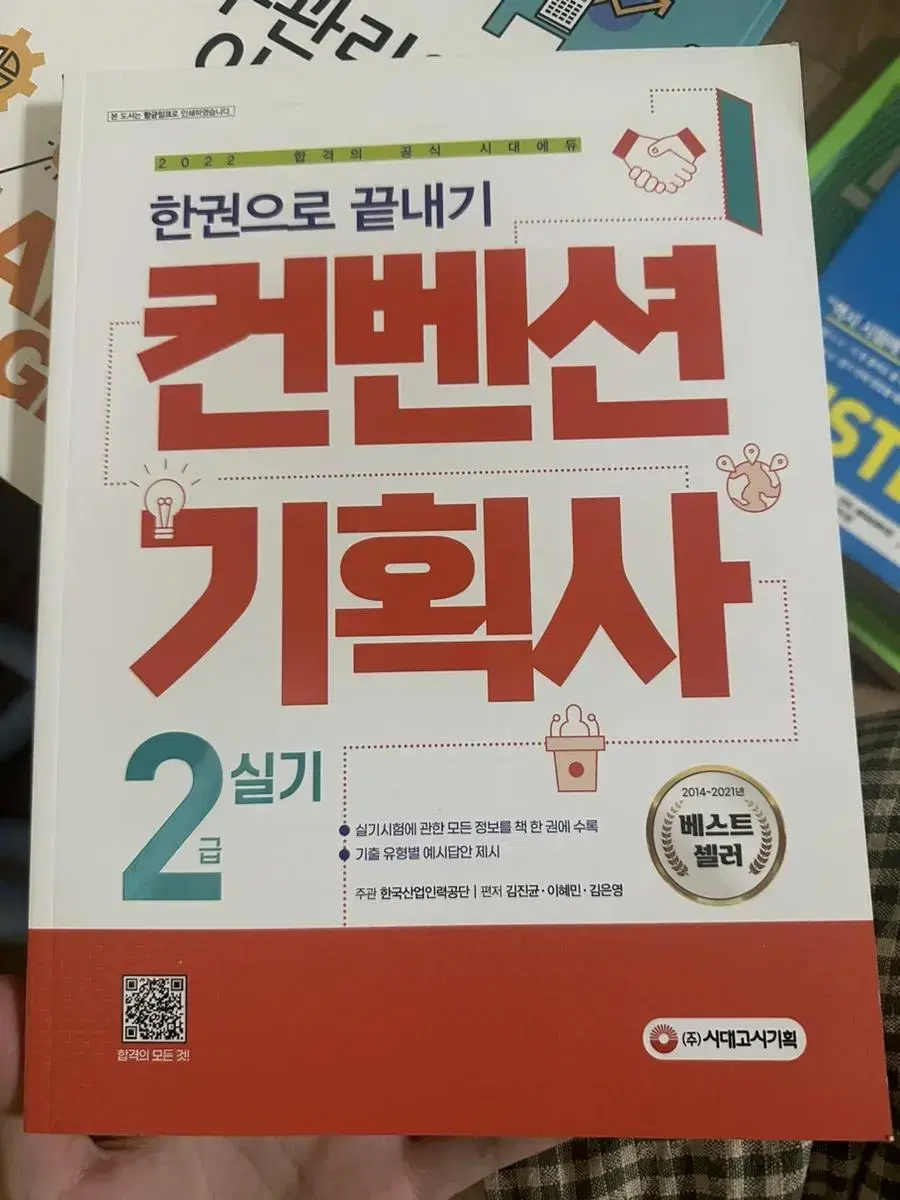 관리
본 도서는 항균잉크로 인쇄하였습니다.
2022 합격의 공식 시대에듀
한권으로 끝내기
컨벤션
기획사
2급 실기
실기시험에 관한 모든 정보를 책 한 권에 수록
기출 유형별 예시답안 제시
주관 한국산업인력공단 | 편저 김진균·이혜민·김은영
2014~2021년
베스트
셀러
합격의 모든 것!
(주)시대고시기획